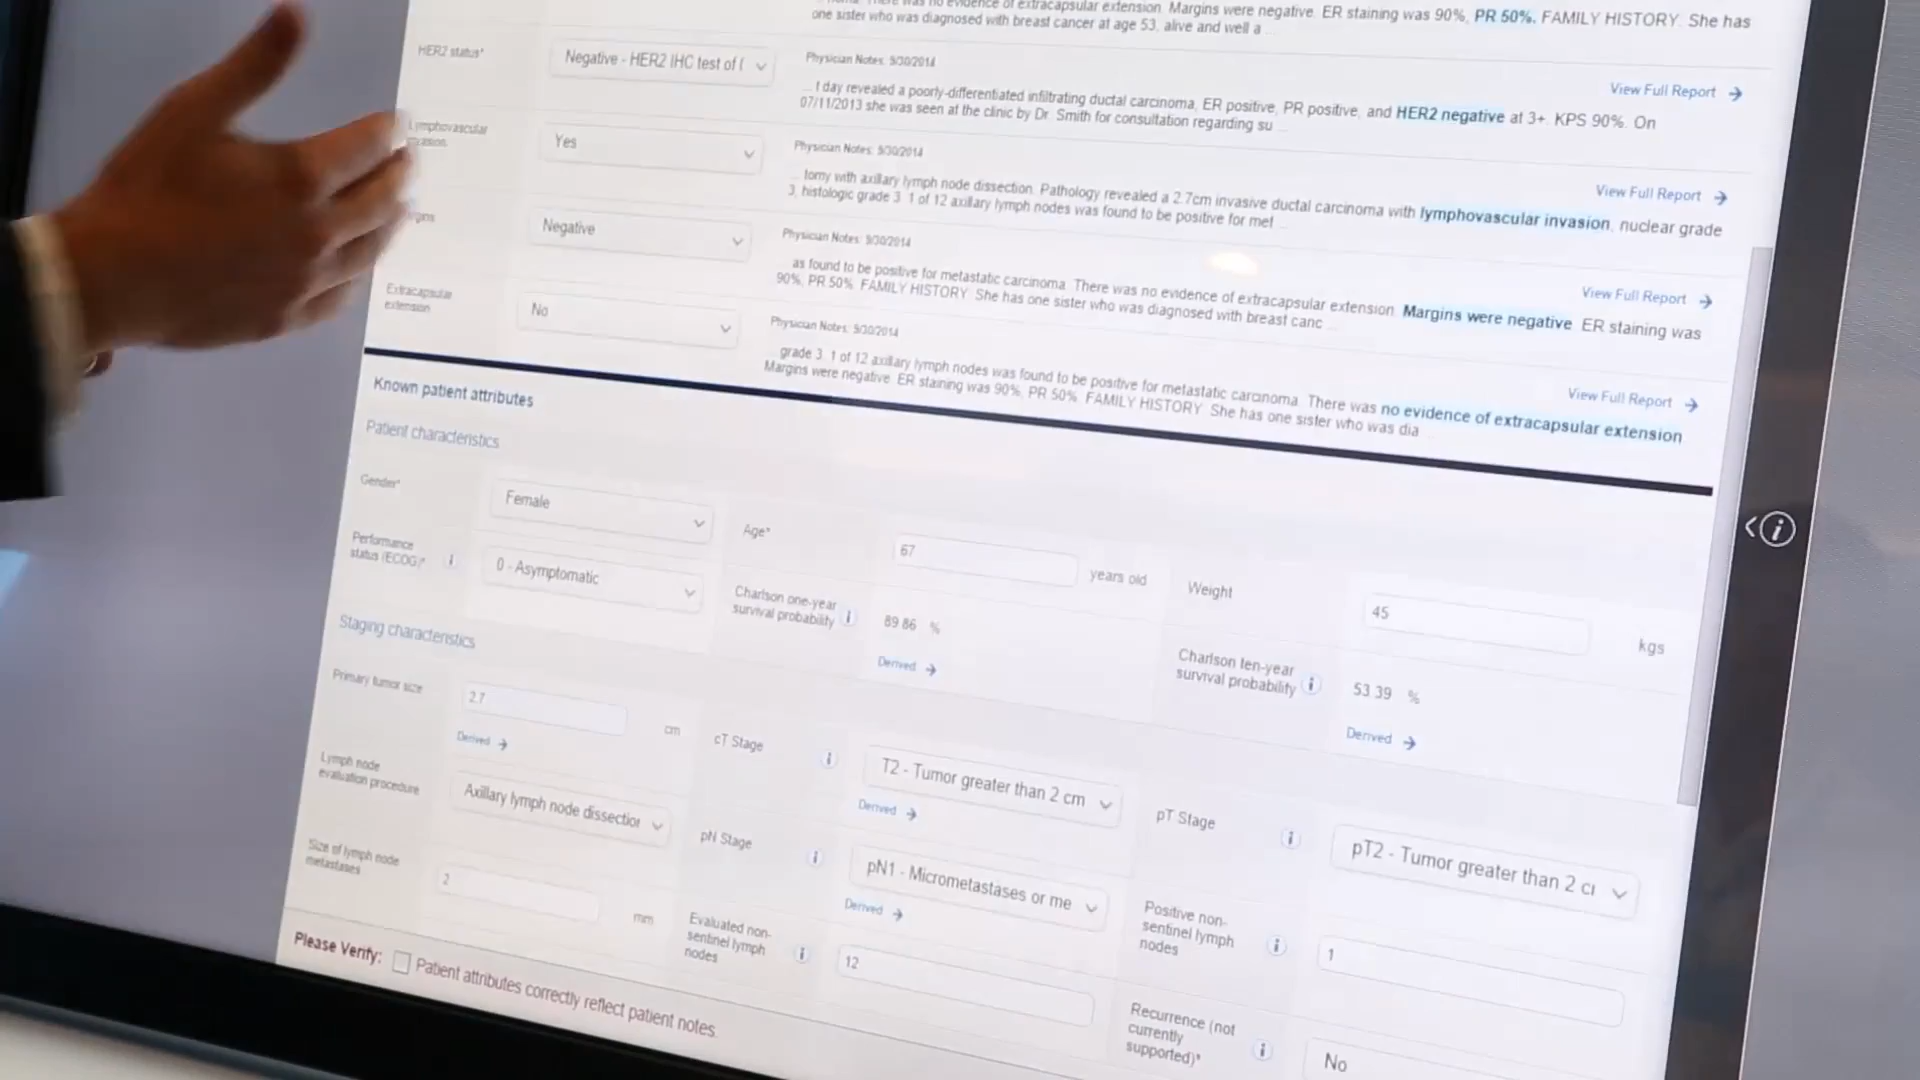 There was no evidence of extracapsular extension. Margins were negative. ER staining was 90%, PR 50%. FAMILY HISTORY: She has
one sister who was diagnosed with breast cancer at age 53, alive and well a ...
HER2 status*
Negative - HER2 IHC test of (
Physician Notes: 9/30/2014
View Full Report
... f day revealed a poorly-differentiated infiltrating ductal carcinoma, ER positive, PR positive, and HER2 negative at 3+. KPS 90%. On
07/11/2013 she was seen at the clinic by Dr. Smith for consultation regarding su ...
Lymphovascular
Yes
Physician Notes: 9/30/2014
View Full Report
... tomy with axillary lymph node dissection. Pathology revealed a 2.7cm invasive ductal carcinoma with lymphovascular invasion, nuclear grade
3, histologic grade 3. 1 of 12 axillary lymph nodes was found to be positive for met ...
Negative
Physician Notes: 9/30/2014
View Full Report
... as found to be positive for metastatic carcinoma. There was no evidence of extracapsular extension. Margins were negative. ER staining was
90%, PR 50%. FAMILY HISTORY: She has one sister who was diagnosed with breast canc ...
Extracapsular
extension
No
Physician Notes: 9/30/2014
View Full Report
... grade 3. 1 of 12 axillary lymph nodes was found to be positive for metastatic carcinoma. There was no evidence of extracapsular extension
Margins were negative. ER staining was 90%, PR 50%. FAMILY HISTORY: She has one sister who was dia ...
Known patient attributes
Patient characteristics
Gender*
Female
Age*
67
years old
Weight
45
kgs
Performance
status (ECOG)*
0 - Asymptomatic
Charlson one-year
survival probability
89.86 %
Derived
Charlson ten-year
survival probability
53.39 %
Derived
Staging characteristics
Primary tumor size
2.7
cm
Derived
cT Stage
T2 - Tumor greater than 2 cm
Derived
pT Stage
pT2 - Tumor greater than 2 cı
Lymph node
evaluation procedure
Axillary lymph node dissection
pN Stage
pN1 - Micrometastases or me
Derived
Positive non-
sentinel lymph
nodes
1
Size of lymph node
metastases
2
mm
Evaluated non-
sentinel lymph
nodes
12
Recurrence (not
currently
supported)*
No
Please Verify: Patient attributes correctly reflect patient notes.